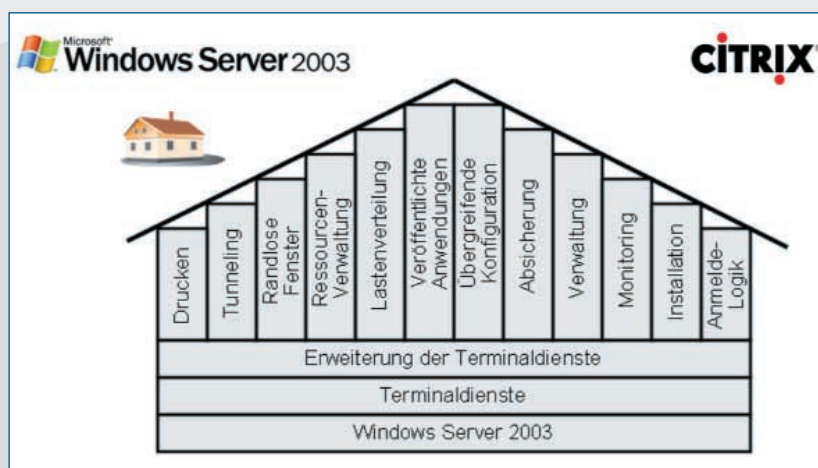 Microsoft®
Windows Server 2003
CITRIX®
Drucken
Tunneling
Randlose
Fenster
Ressourcen-
Verwaltung
Lastenverteilung
Veröffentlichte
Anwendungen
Übergreifende
Konfiguration
Absicherung
Verwaltung
Monitoring
Installation
Anmelde-
Logik
Erweiterung der Terminaldienste
Terminaldienste
Windows Server 2003